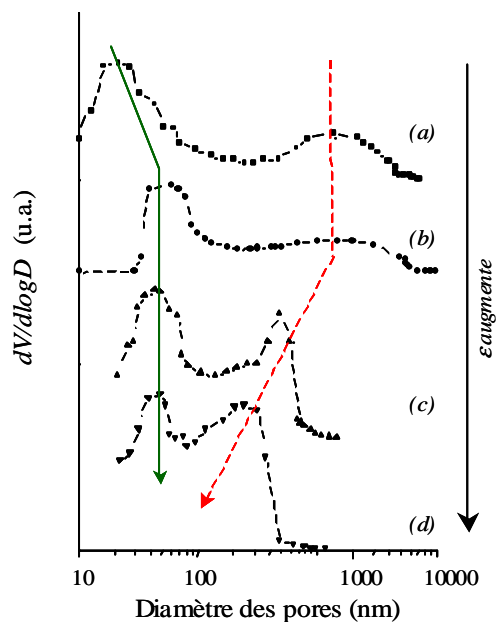 (a)
(b)
(c)
(d)
dV/dlogD (u.a.)
ε augmente
10 100 1000 10000
Diamètre des pores (nm)